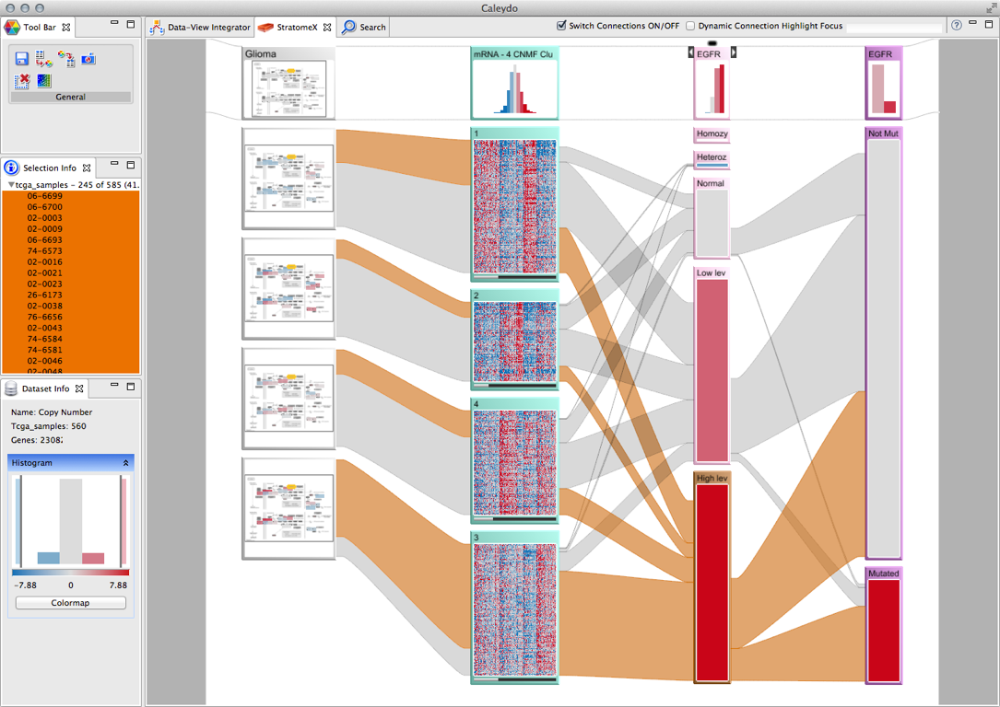 Caleydo
Tool Bar
General
Data-View Integrator
StratomeX
Search
Switch Connections ON/OFF
Dynamic Connection Highlight Focus
Selection Info
tcga_samples - 245 of 585 (41.
06-6699
06-6700
02-0003
02-0009
06-6693
74-6573
02-0016
02-0021
02-0023
26-6173
02-0038
76-6656
02-0043
74-6584
74-6581
02-0046
02-0048
Dataset Info
Name: Copy Number
Tcga_samples: 560
Genes: 23082
Histogram
-7.88 0 7.88
Colormap
Glioma
mRNA - 4 CNMF Clu
1
2
4
3
EGFR
Homozy
Heteroz
Normal
Low lev
High lev
EGFR
Not Mut
Mutated